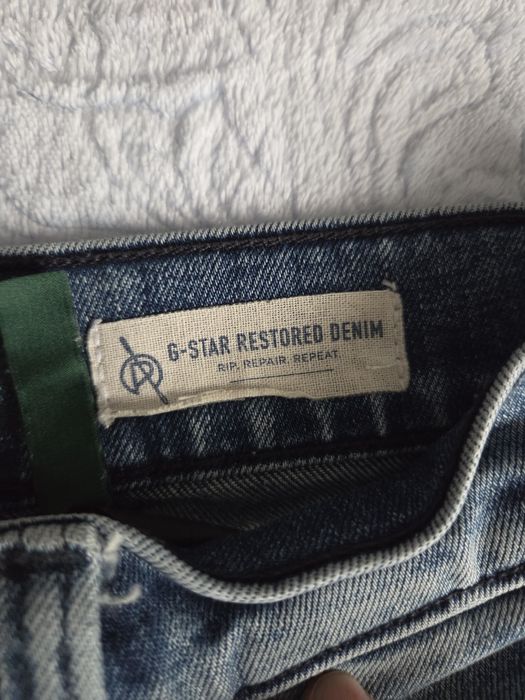 G-STAR RESTORED DENIM
RIP. REPAIR. REPEAT.